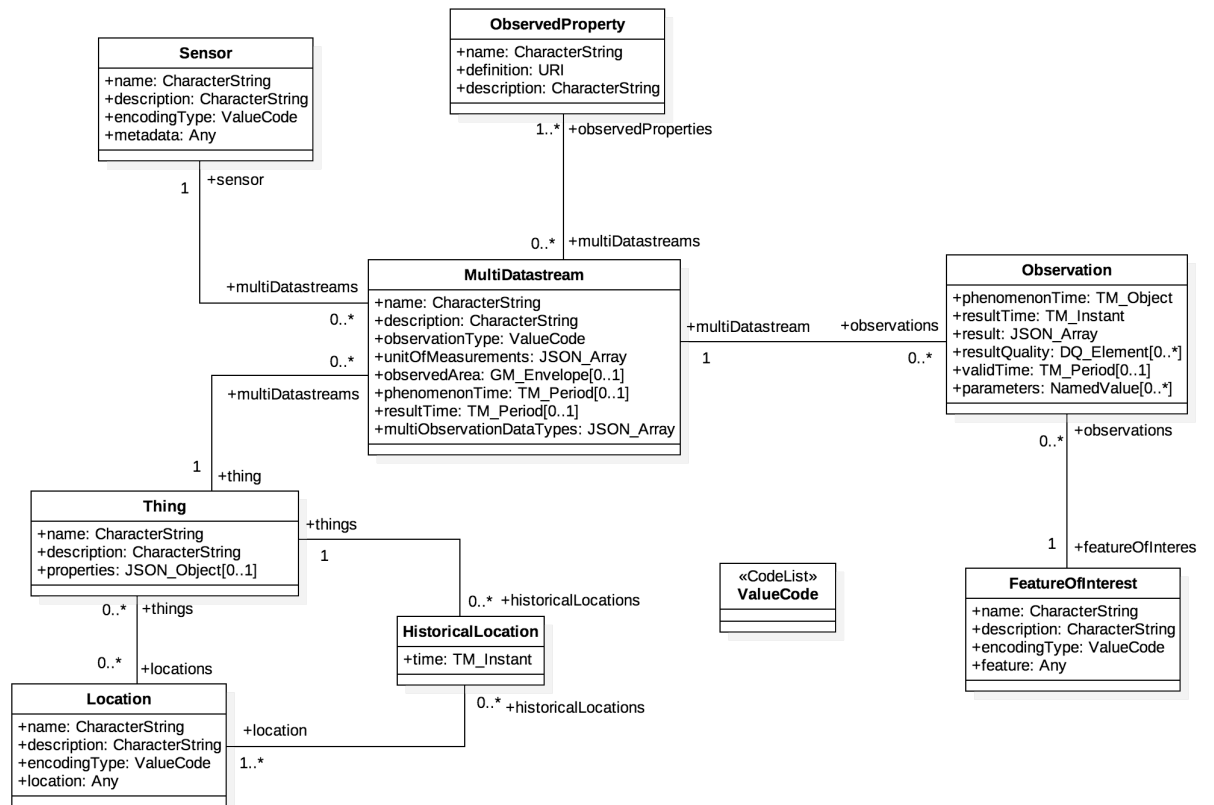 ObservedProperty
+name: CharacterString
+definition: URI
+description: CharacterString
Sensor
+name: CharacterString
+description: CharacterString
+encodingType: ValueCode
+metadata: Any
1..* +observedProperties
1 +sensor
0..* +multiDatastreams
+multiDatastreams
0..*
MultiDatastream
+name: CharacterString
+description: CharacterString
+observationType: ValueCode
+unitOfMeasurements: JSON_Array
+observedArea: GM_Envelope[0..1]
+phenomenonTime: TM_Period[0..1]
+resultTime: TM_Period[0..1]
+multiObservationDataTypes: JSON_Array
+multiDatastream
1
+observations
0..*
Observation
+phenomenonTime: TM_Object
+resultTime: TM_Instant
+result: JSON_Array
+resultQuality: DQ_Element[0..*]
+validTime: TM_Period[0..1]
+parameters: NamedValue[0..*]
0..*
+multiDatastreams
1
+thing
0..* +observations
1 +featureOfInteres
Thing
+name: CharacterString
+description: CharacterString
+properties: JSON_Object[0..1]
+things
1
0..* +historicalLocations
HistoricalLocation
+time: TM_Instant
0..* +historicalLocations
«CodeList»
ValueCode
FeatureOfInterest
+name: CharacterString
+description: CharacterString
+encodingType: ValueCode
+feature: Any
0..* +things
0..* +locations
Location
+name: CharacterString
+description: CharacterString
+encodingType: ValueCode
+location: Any
+location
1..*